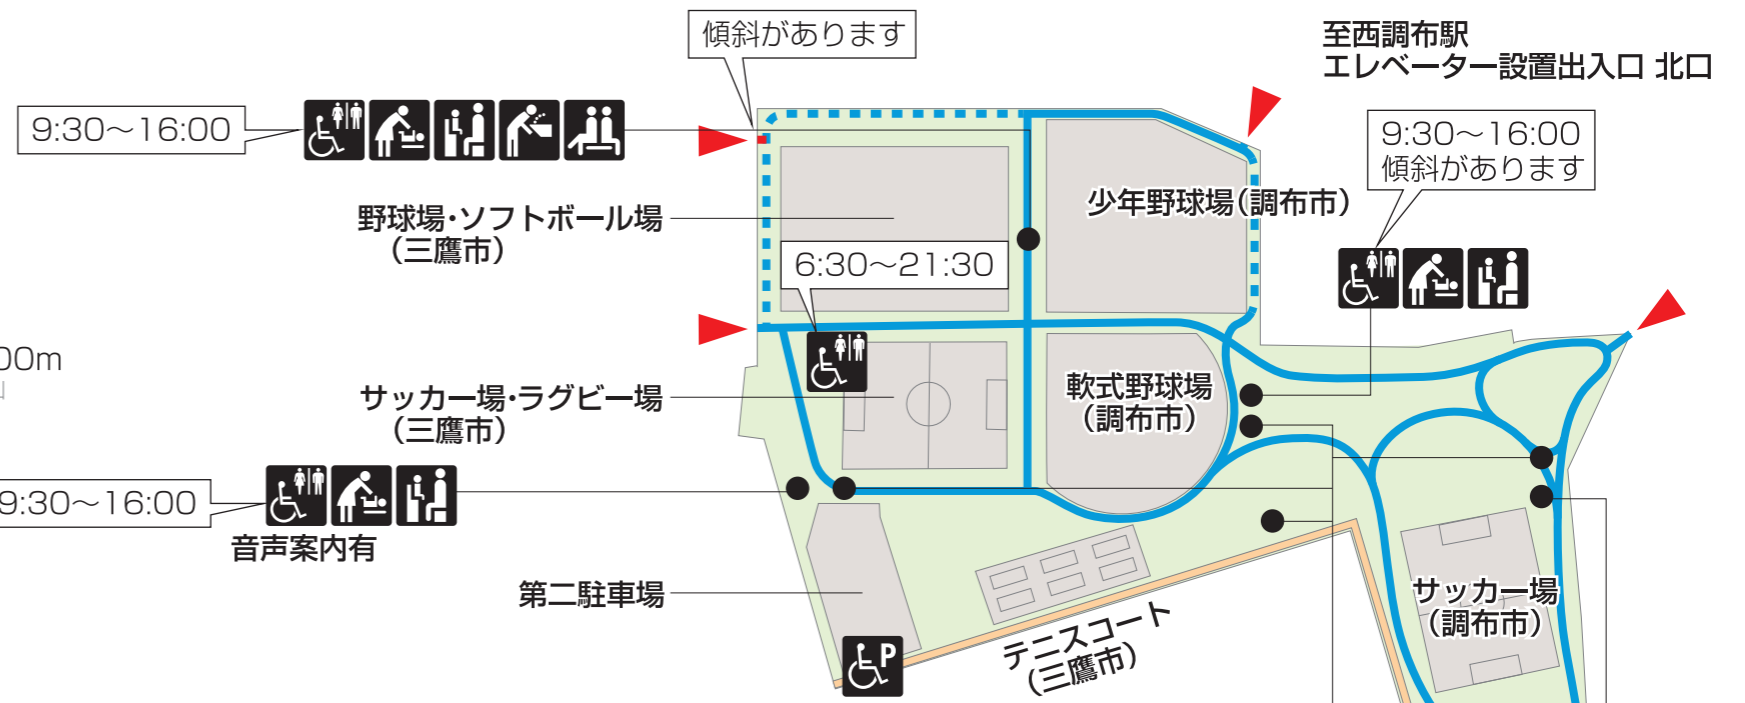 傾斜があります
至西調布駅
エレベーター設置出入口 北口
9:30〜16:00
9:30〜16:00
傾斜があります
野球場・ソフトボール場
（三鷹市）
少年野球場（調布市）
6:30〜21:30
00m
サッカー場・ラグビー場
（三鷹市）
軟式野球場
（調布市）
9:30〜16:00
音声案内有
第二駐車場
P
テニスコート
（三鷹市）
サッカー場
（調布市）